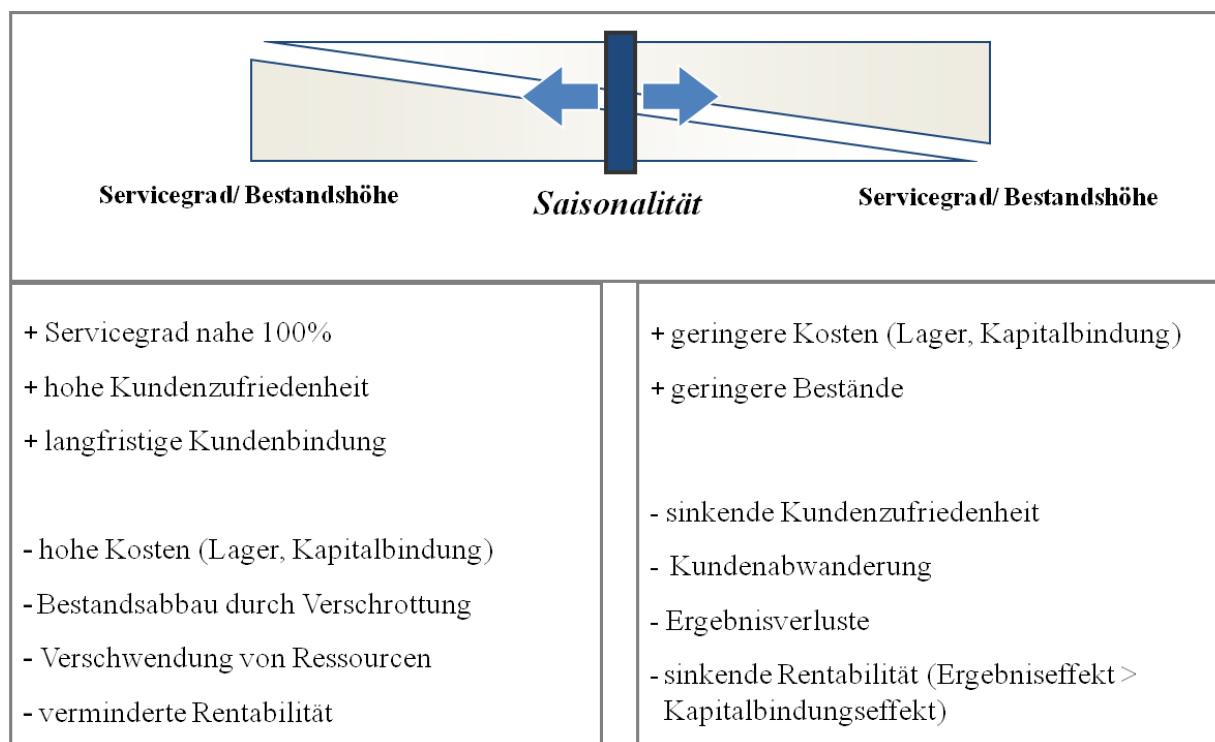 Servicegrad/ Bestandshöhe
Saisonalität
Servicegrad/ Bestandshöhe
+ Servicegrad nahe 100%
+ hohe Kundenzufriedenheit
+ langfristige Kundenbindung
- hohe Kosten (Lager, Kapitalbindung)
- Bestandsabbau durch Verschrottung
- Verschwendung von Ressourcen
- verminderte Rentabilität
+ geringere Kosten (Lager, Kapitalbindung)
+ geringere Bestände
- sinkende Kundenzufriedenheit
- Kundenabwanderung
- Ergebnisverluste
- sinkende Rentabilität (Ergebniseffekt >
Kapitalbindungseffekt)